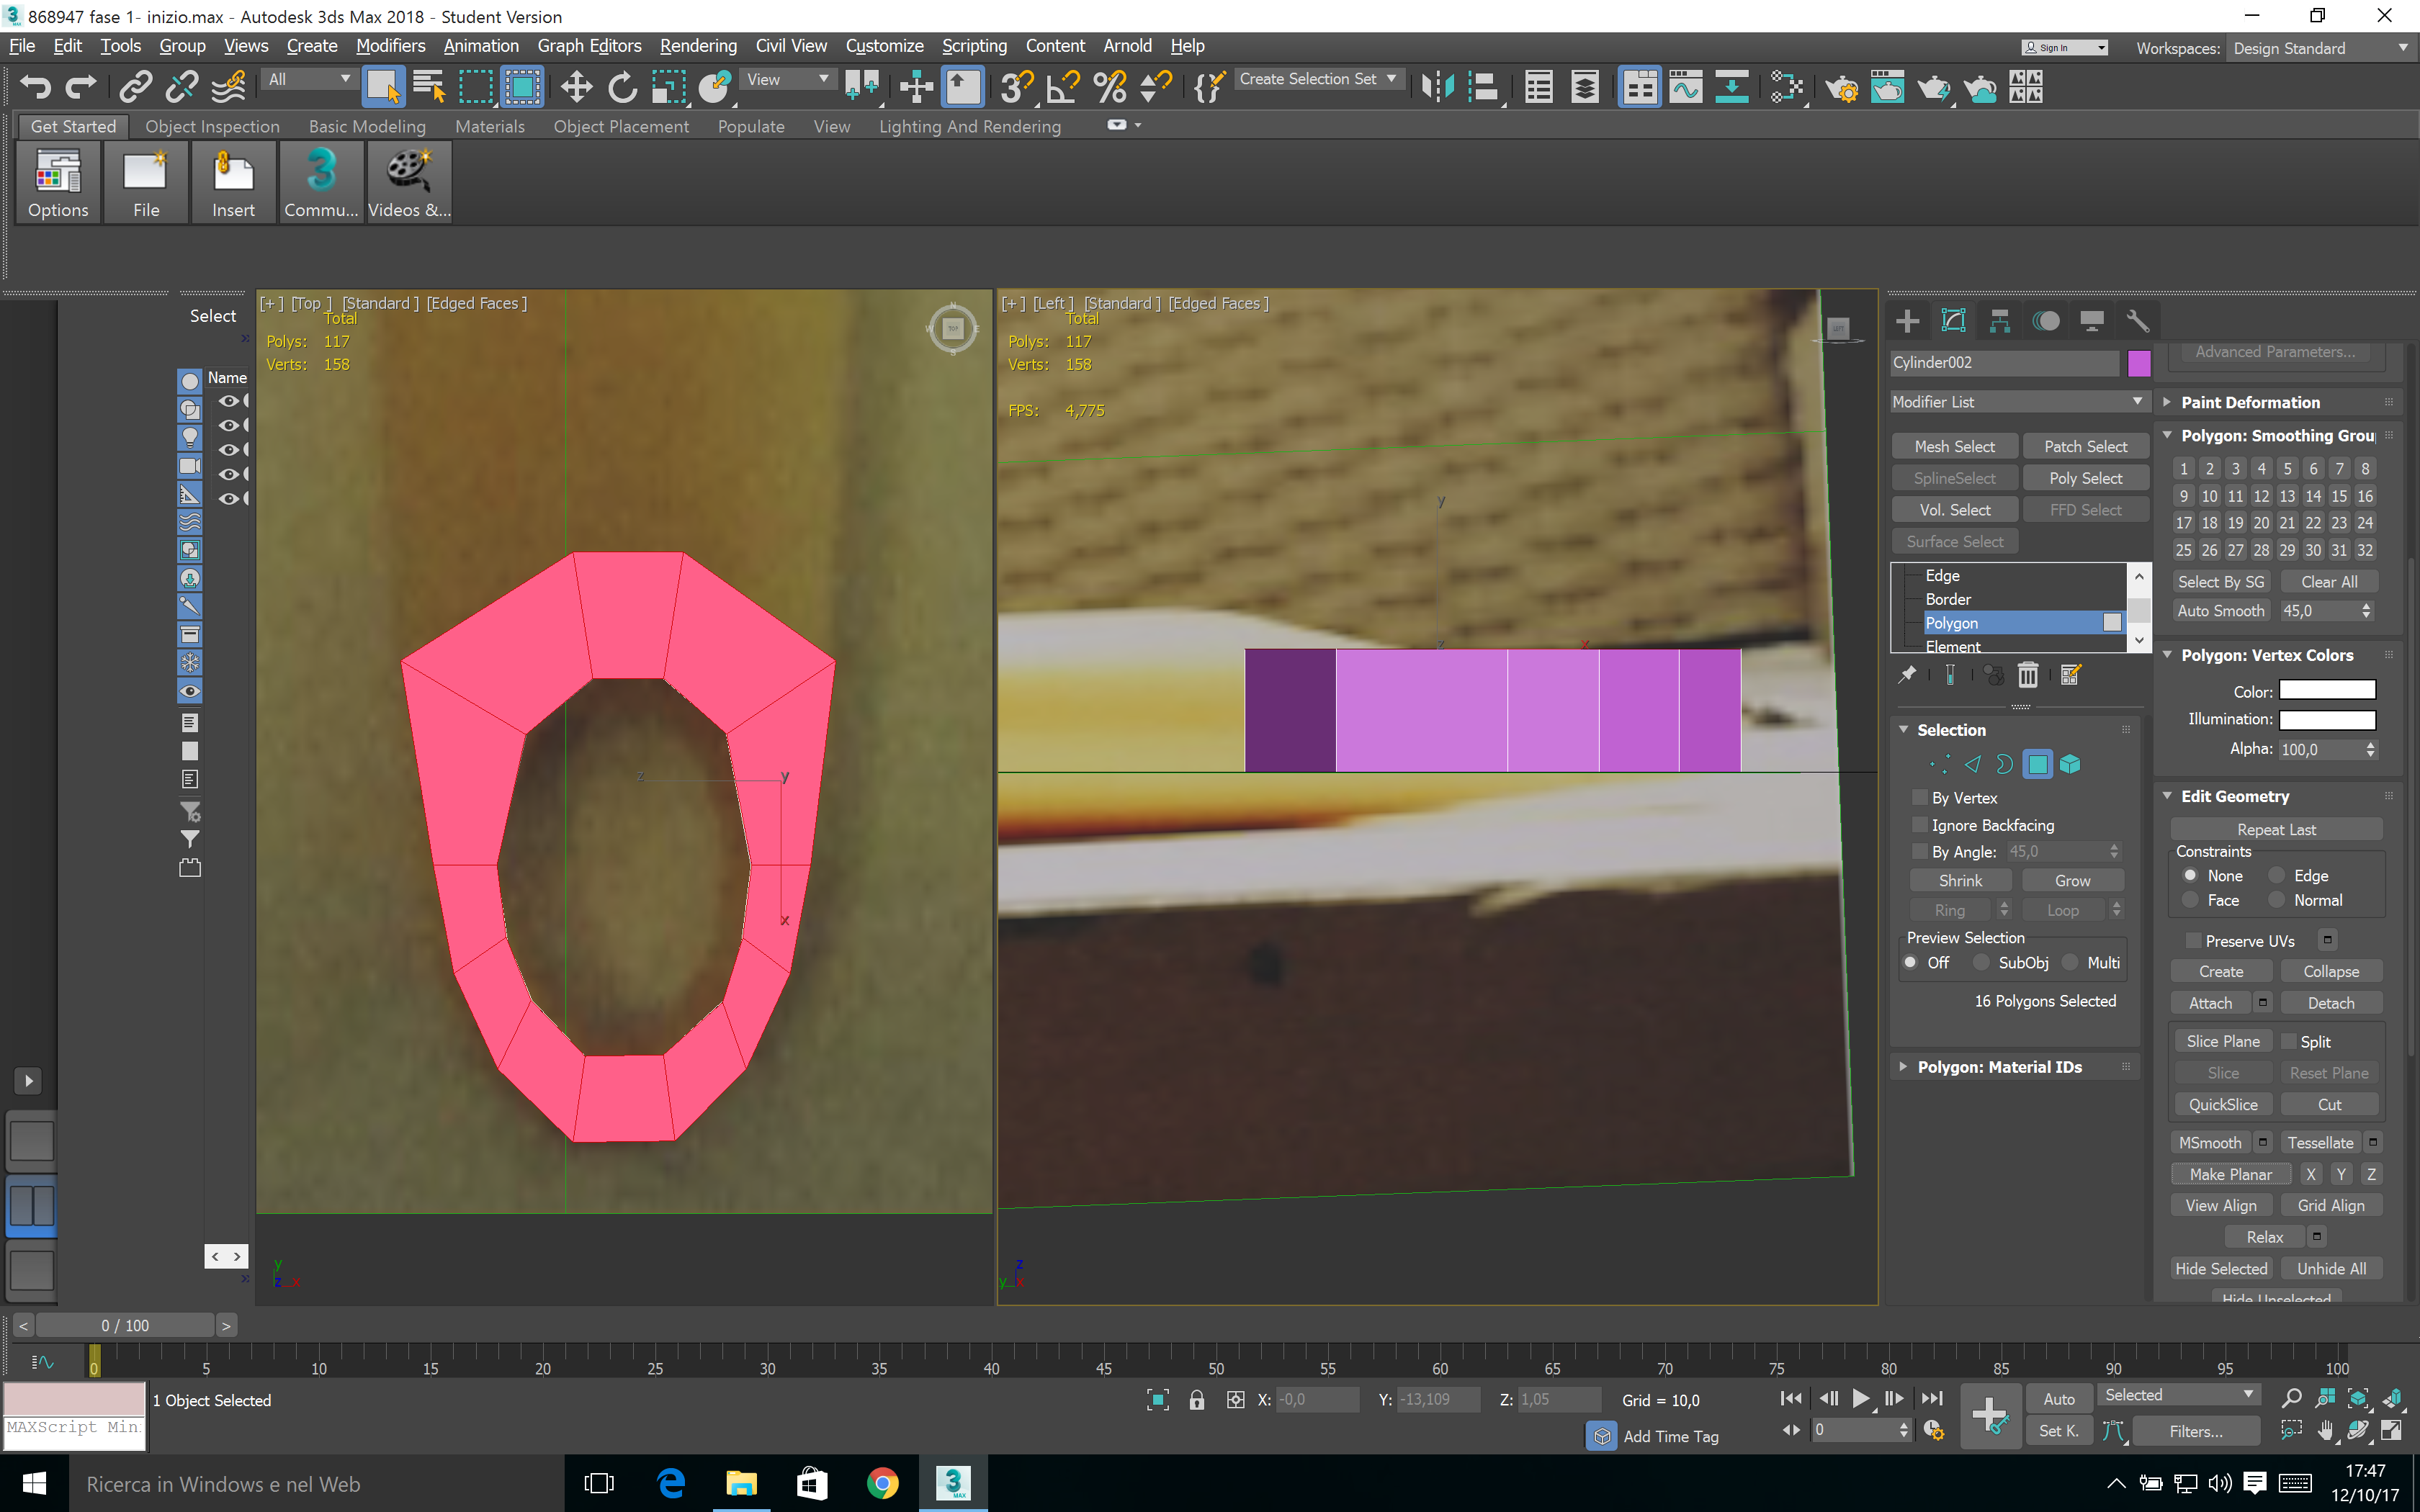 868947 fase 1- inizio.max - Autodesk 3ds Max 2018 - Student Version
File Edit Tools Group Views Create Modifiers Animation Graph Editors Rendering Civil View Customize Scripting Content Arnold Help
Sign In
Workspaces: Design Standard
All
View
Create Selection Set
Get Started Object Inspection Basic Modeling Materials Object Placement Populate View Lighting And Rendering
Options File Insert Commu... Videos &...
Select
Name
[+] [Top ] [Standard ] [Edged Faces ]
Total
Polys: 117
Verts: 158
[+] [Left ] [Standard ] [Edged Faces ]
Total
Polys: 117
Verts: 158
FPS: 4,775
TOP
N
W
E
S
LEFT
z
y
x
y
z
x
y
z x
z
y x
Cylinder002
Modifier List
Mesh Select Patch Select
SplineSelect Poly Select
Vol. Select FFD Select
Surface Select
Edge
Border
Polygon
Element
Selection
By Vertex
Ignore Backfacing
By Angle: 45,0
Shrink Grow
Ring Loop
Preview Selection
Off SubObj Multi
16 Polygons Selected
Polygon: Material IDs
Advanced Parameters...
Paint Deformation
Polygon: Smoothing Grou
1 2 3 4 5 6 7 8
9 10 11 12 13 14 15 16
17 18 19 20 21 22 23 24
25 26 27 28 29 30 31 32
Select By SG Clear All
Auto Smooth 45,0
Polygon: Vertex Colors
Color:
Illumination:
Alpha: 100,0
Edit Geometry
Repeat Last
Constraints
None Edge
Face Normal
Preserve UVs
Create Collapse
Attach Detach
Slice Plane Split
Slice Reset Plane
QuickSlice Cut
MSmooth Tessellate
Make Planar X Y Z
View Align Grid Align
Relax
Hide Selected Unhide All
Hide Unselected
< 0 / 100 >
0 5 10 15 20 25 30 35 40 45 50 55 60 65 70 75 80 85 90 95 100
1 Object Selected
MAXScript Min
X: -0,0 Y: -13,109 Z: 1,05 Grid = 10,0
Add Time Tag
0
Auto Selected
Set K. Filters...
Ricerca in Windows e nel Web
3 MAX
17:47
12/10/17